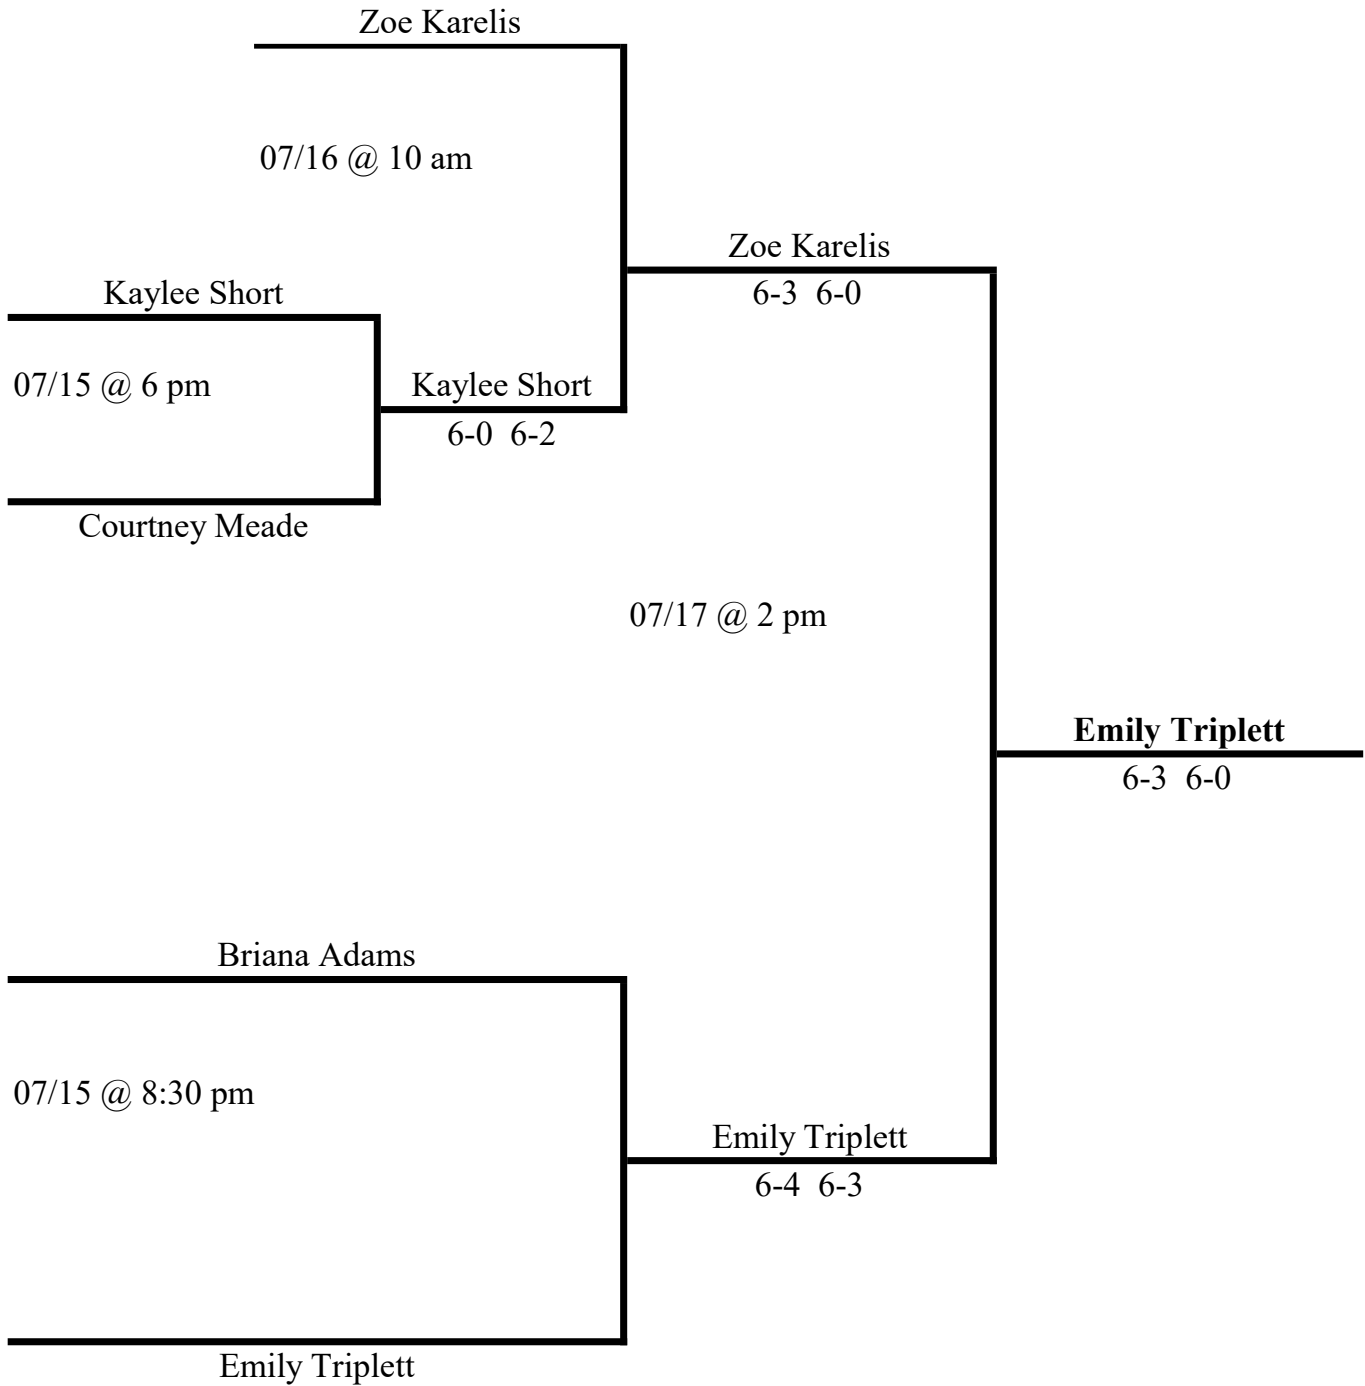 Zoe Karelis
07/16 @ 10 am
Zoe Karelis
6-3 6-0
Kaylee Short
07/15 @ 6 pm
Kaylee Short
6-0 6-2
Courtney Meade
07/17 @ 2 pm
Emily Triplett
6-3 6-0
Briana Adams
07/15 @ 8:30 pm
Emily Triplett
6-4 6-3
Emily Triplett